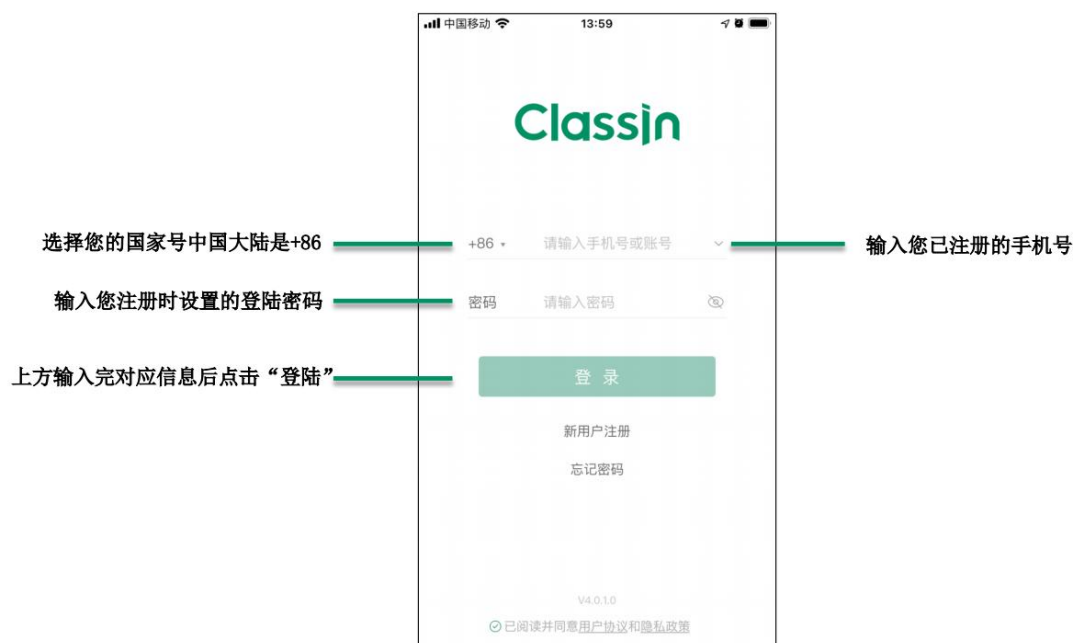 中国移动 13:59
ClassIn
选择您的国家号中国大陆是+86
+86 请输入手机号或账号
输入您已注册的手机号
输入您注册时设置的登陆密码
密码 请输入密码
上方输入完对应信息后点击“登陆”
登 录
新用户注册
忘记密码
V4.0.1.0
已阅读并同意用户协议和隐私政策